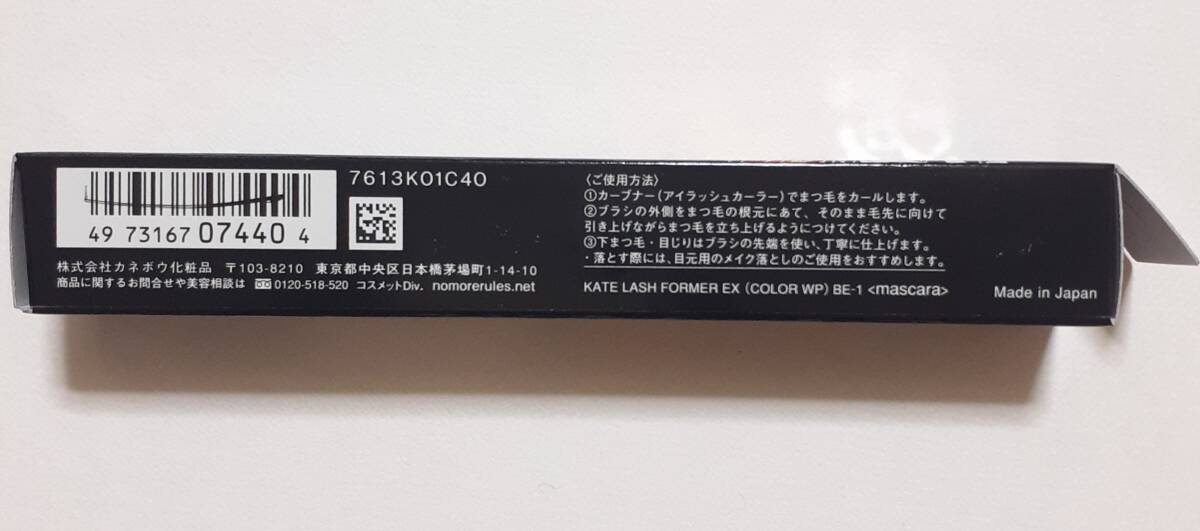 7613K01C40
4973167074404
株式会社カネボウ化粧品 〒103-8210 東京都中央区日本橋茅場町1-14-10
商品に関するお問合せや美容相談は 0120-518-520 コスメットDiv. nomorerules.net
〈ご使用方法〉
①カーブナー(アイラッシュカーラー)でまつ毛をカールします。
②ブラシの外側をまつ毛の根元にあて、そのまま毛先に向けて
引き上げながらまつ毛を立ち上げるようにつけてください。
③下まつ毛・目じりはブラシの先端を使い、丁寧に仕上げます。
・落とす際には、目元用のメイク落としのご使用をおすすめします。
KATE LASH FORMER EX (COLOR WP) BE-1 <mascara>
Made in Japan